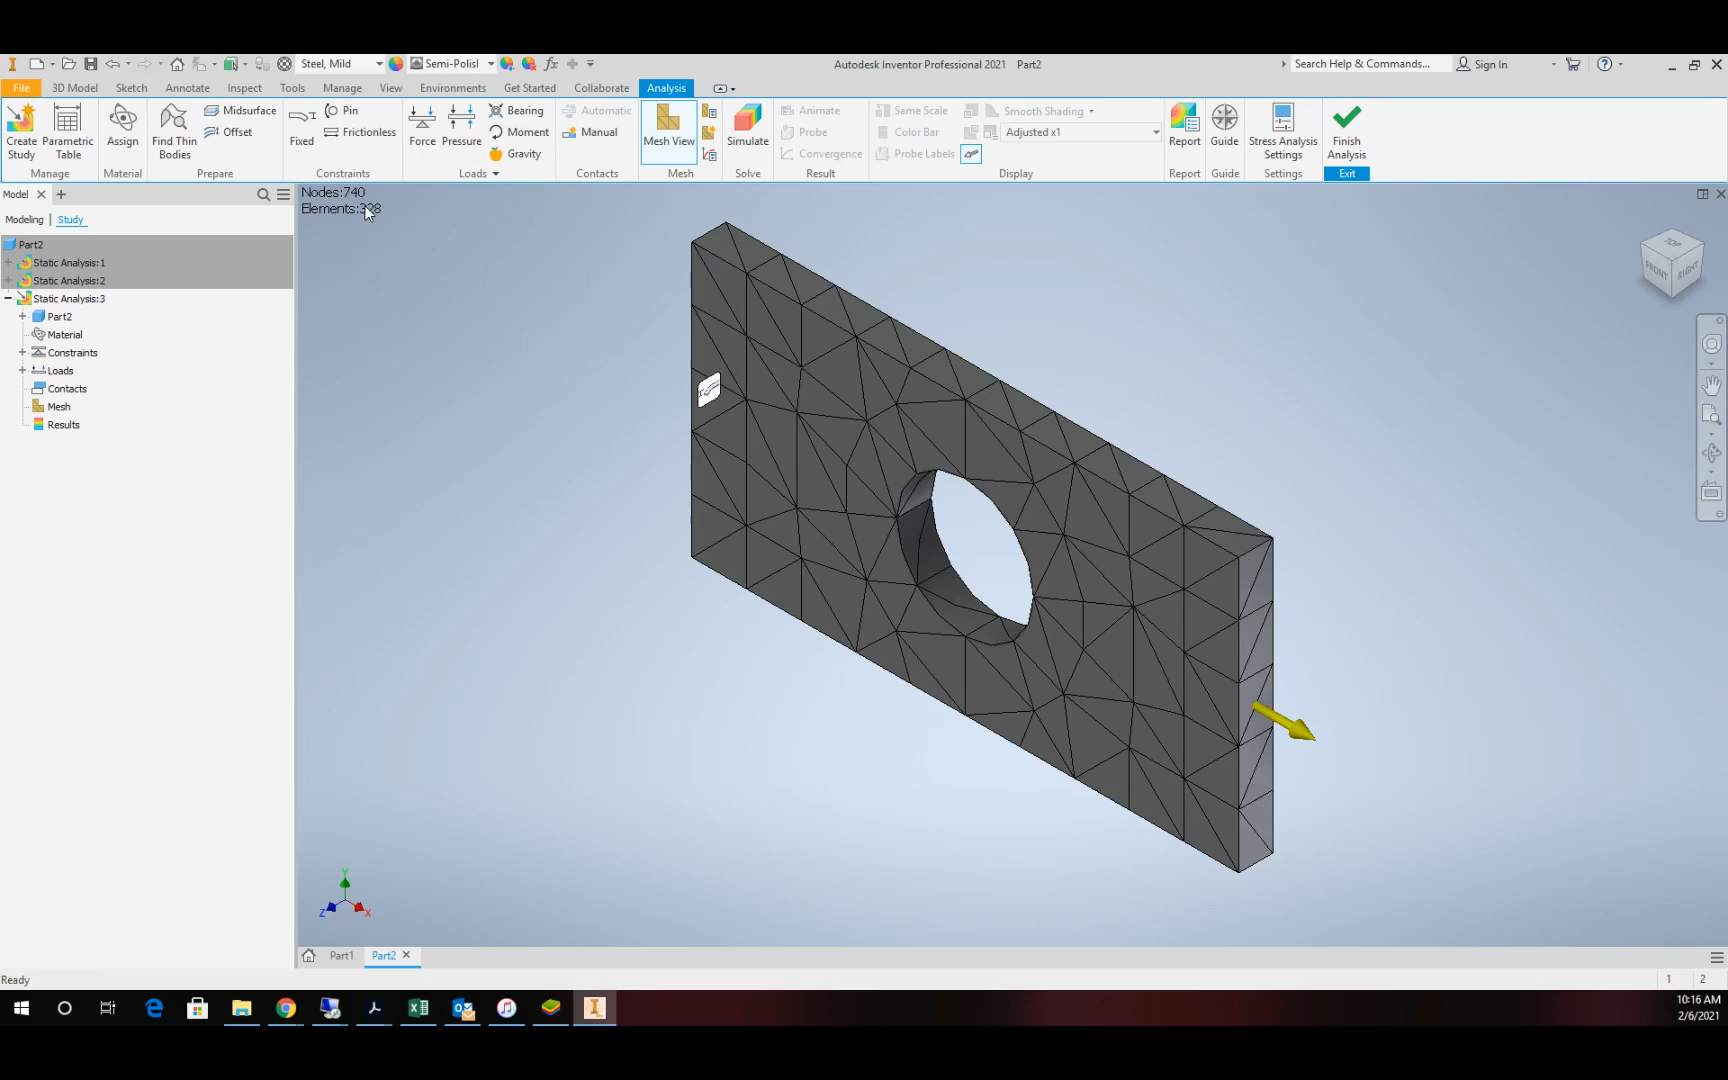 Steel, Mild
Semi-Polisl
Autodesk Inventor Professional 2021 Part2
Search Help & Commands...
Sign In
File 3D Model Sketch Annotate Inspect Tools Manage View Environments Get Started Collaborate Analysis
Create Study
Parametric Table
Manage
Assign
Material
Find Thin Bodies
Midsurface
Offset
Prepare
Fixed
Pin
Frictionless
Constraints
Force
Pressure
Bearing
Moment
Gravity
Loads
Automatic
Manual
Contacts
Mesh View
Mesh
Simulate
Solve
Animate
Probe
Convergence
Result
Same Scale
Color Bar
Probe Labels
Smooth Shading
Adjusted x1
Display
Report
Report
Guide
Guide
Stress Analysis Settings
Settings
Finish Analysis
Exit
Model
Modeling Study
Part2
Static Analysis:1
Static Analysis:2
Static Analysis:3
Part2
Material
Constraints
Loads
Contacts
Mesh
Results
Nodes:740
Elements:
TOP
FRONT
RIGHT
Y
Z
X
Part1
Part2
Ready
1
2
10:16 AM
2/6/2021